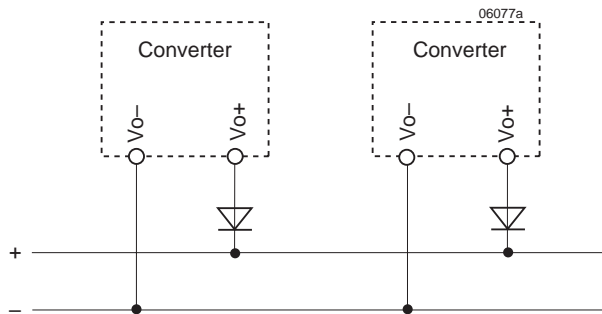 06077a
Converter
Converter
Vo–
Vo+
Vo–
Vo+
+
–